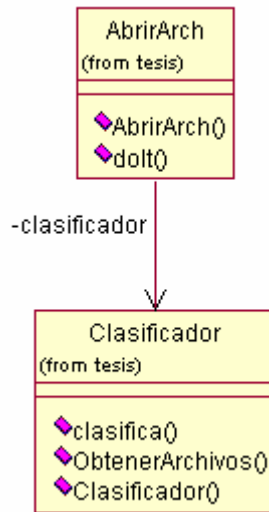 AbrirArch
(from tesis)
AbrirArch()
doIt()
-clasificador
Clasificador
(from tesis)
clasifica()
ObtenerArchivos()
Clasificador()